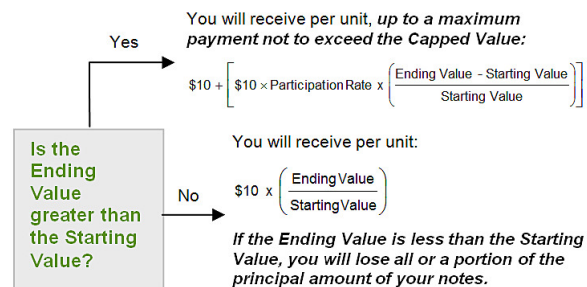 You will receive per unit, up to a maximum
payment not to exceed the Capped Value:
Yes
$10 + [ $10 × Participation Rate x ( Ending Value - Starting Value / Starting Value ) ]
Is the
Ending
Value
greater than
the Starting
Value?
You will receive per unit:
No
$10 x ( Ending Value / Starting Value )
If the Ending Value is less than the Starting
Value, you will lose all or a portion of the
principal amount of your notes.